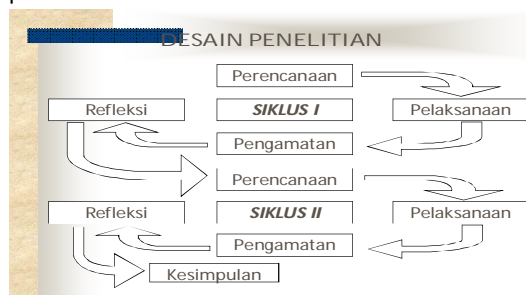 DESAIN PENELITIAN
Perencanaan
Refleksi SIKLUS I Pelaksanaan
Pengamatan
Perencanaan
Refleksi SIKLUS II Pelaksanaan
Pengamatan
Kesimpulan